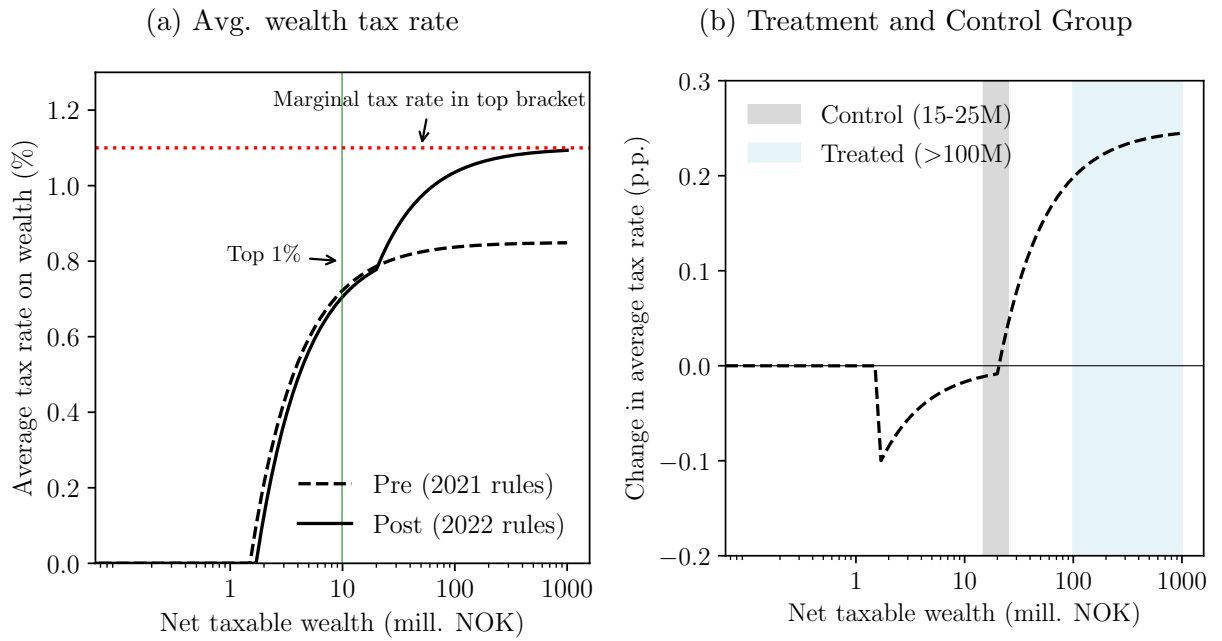 (a) Avg. wealth tax rate
Average tax rate on wealth (%)
1.2
1.0
0.8
0.6
0.4
0.2
0.0
Marginal tax rate in top bracket
Top 1%
Pre (2021 rules)
Post (2022 rules)
1
10
100
1000
Net taxable wealth (mill. NOK)
(b) Treatment and Control Group
Change in average tax rate (p.p.)
0.3
0.2
0.1
0.0
−0.1
−0.2
Control (15-25M)
Treated (>100M)
1
10
100
1000
Net taxable wealth (mill. NOK)